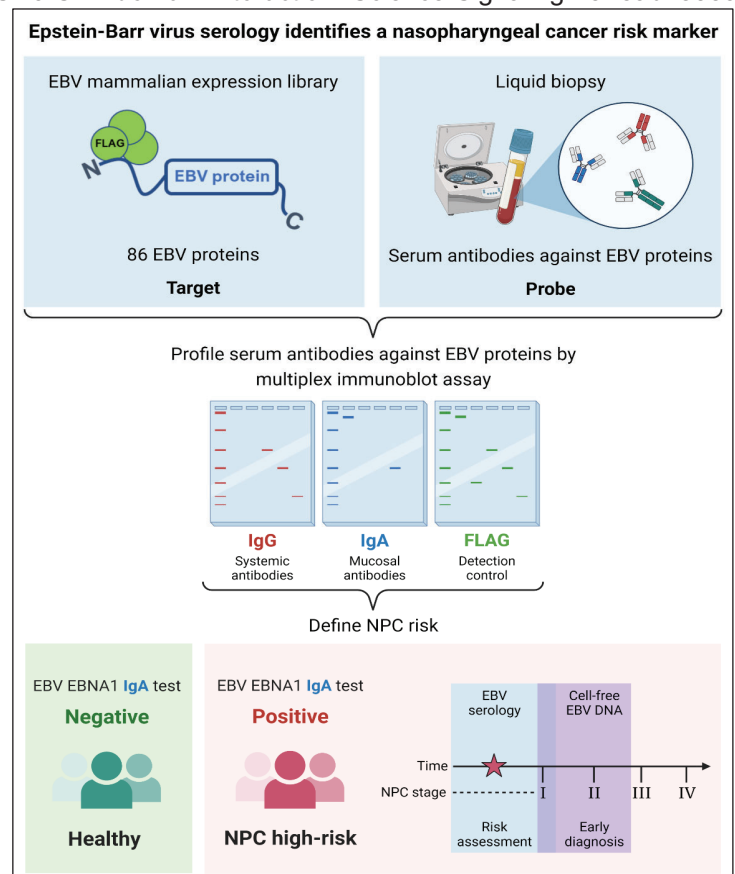 Epstein-Barr virus serology identifies a nasopharyngeal cancer risk marker
EBV mammalian expression library
FLAG
N
EBV protein
C
86 EBV proteins
Target
Liquid biopsy
Serum antibodies against EBV proteins
Probe
Profile serum antibodies against EBV proteins by
multiplex immunoblot assay
IgG
Systemic
antibodies
IgA
Mucosal
antibodies
FLAG
Detection
control
Define NPC risk
EBV EBNA1 IgA test
Negative
Healthy
EBV EBNA1 IgA test
Positive
NPC high-risk
EBV
serology
Cell-free
EBV DNA
Time
NPC stage
I
II
III
IV
Risk
assessment
Early
diagnosis